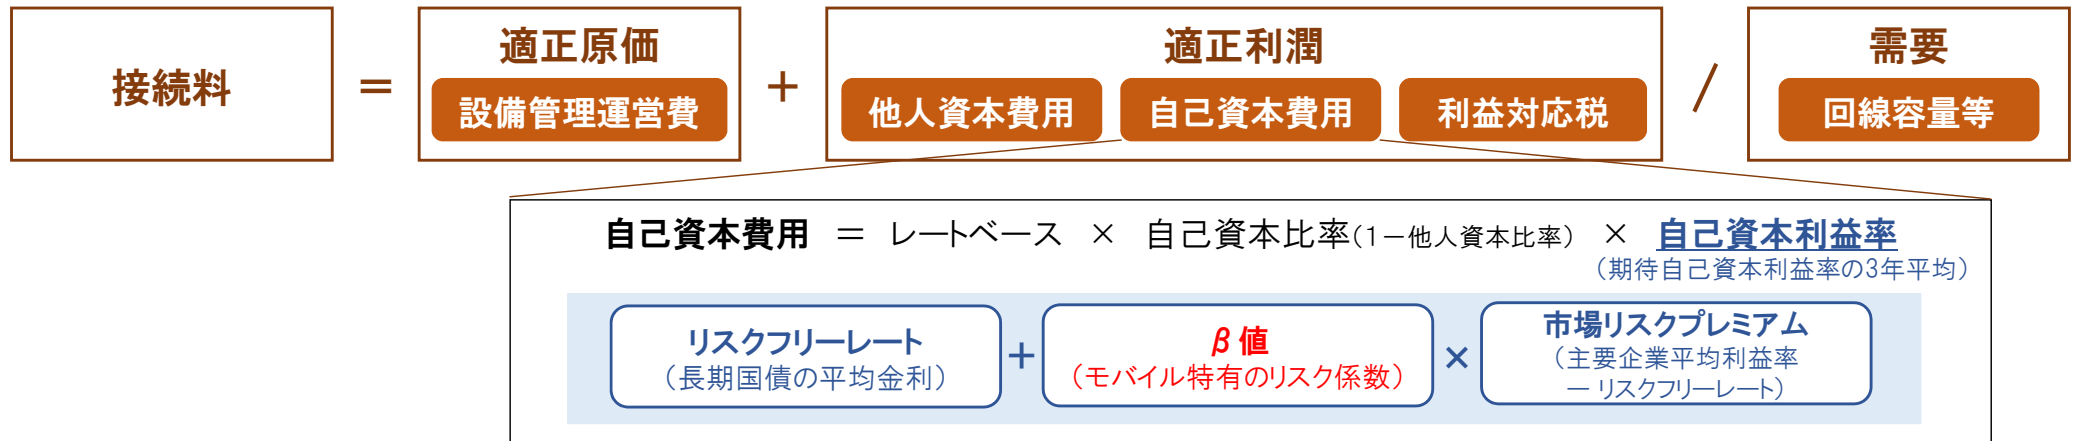 接続料 ＝ 適正原価 ＋ 適正利潤 / 需要
設備管理運営費 他人資本費用 自己資本費用 利益対応税 回線容量等
自己資本費用 ＝ レートベース × 自己資本比率(1－他人資本比率) × 自己資本利益率
（期待自己資本利益率の3年平均）
リスクフリーレート
（長期国債の平均金利）
＋
β値
（モバイル特有のリスク係数）
×
市場リスクプレミアム
（主要企業平均利益率
－ リスクフリーレート）